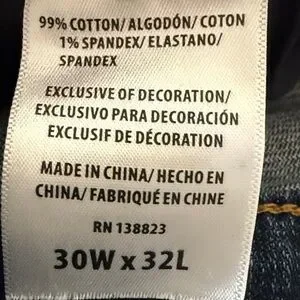 99% COTTON/ ALGODÓN/ COTON
1% SPANDEX/ ELASTANO/
SPANDEX
EXCLUSIVE OF DECORATION/
EXCLUSIVO PARA DECORACIÓN
EXCLUSIF DE DÉCORATION
MADE IN CHINA/ HECHO EN
CHINA/ FABRIQUÉ EN CHINE
RN 138823
30W x 32L